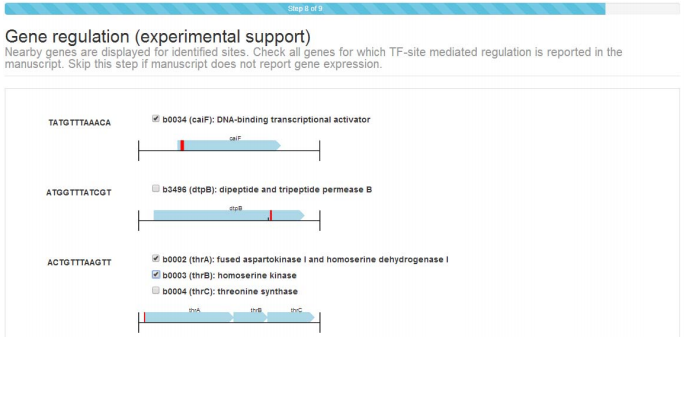 Step 8 of 9
Gene regulation (experimental support)
Nearby genes are displayed for identified sites. Check all genes for which TF-site mediated regulation is reported in the
manuscript. Skip this step if manuscript does not report gene expression.
TATGTTTAAACA
b0034 (caiF): DNA-binding transcriptional activator
caiF
ATGGTTTATCGT
b3496 (dtpB): dipeptide and tripeptide permease B
dtpB
ACTGTTTAAGTT
b0002 (thrA): fused aspartokinase I and homoserine dehydrogenase I
b0003 (thrB): homoserine kinase
b0004 (thrC): threonine synthase
thrA thrB thrC